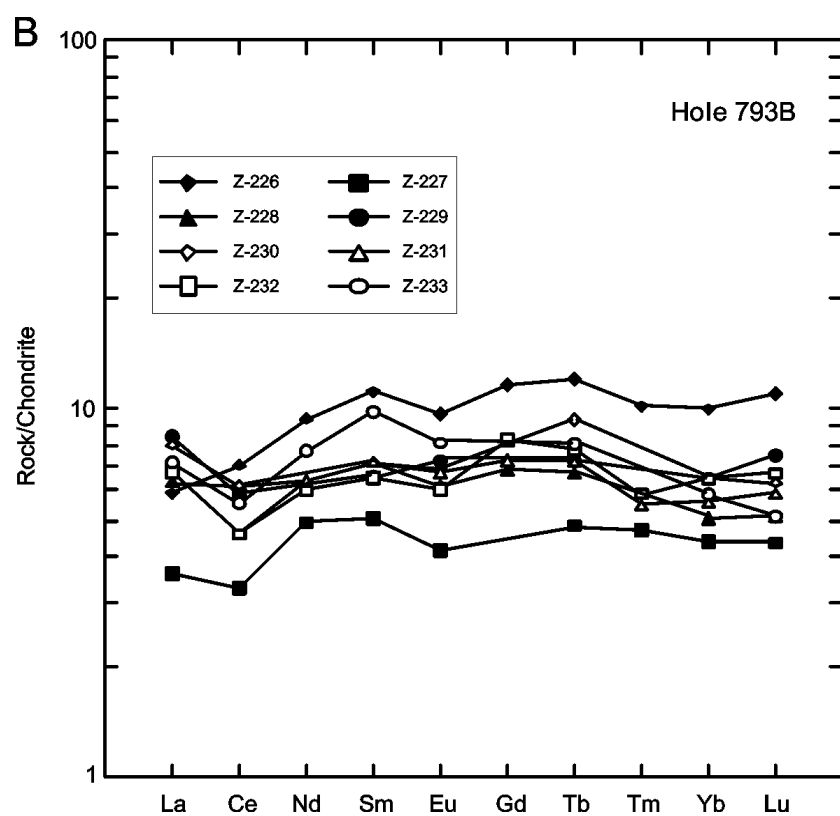 B
100
Hole 793B
Z-226 Z-227
Z-228 Z-229
Z-230 Z-231
Z-232 Z-233
Rock/Chondrite
10
1
La Ce Nd Sm Eu Gd Tb Tm Yb Lu